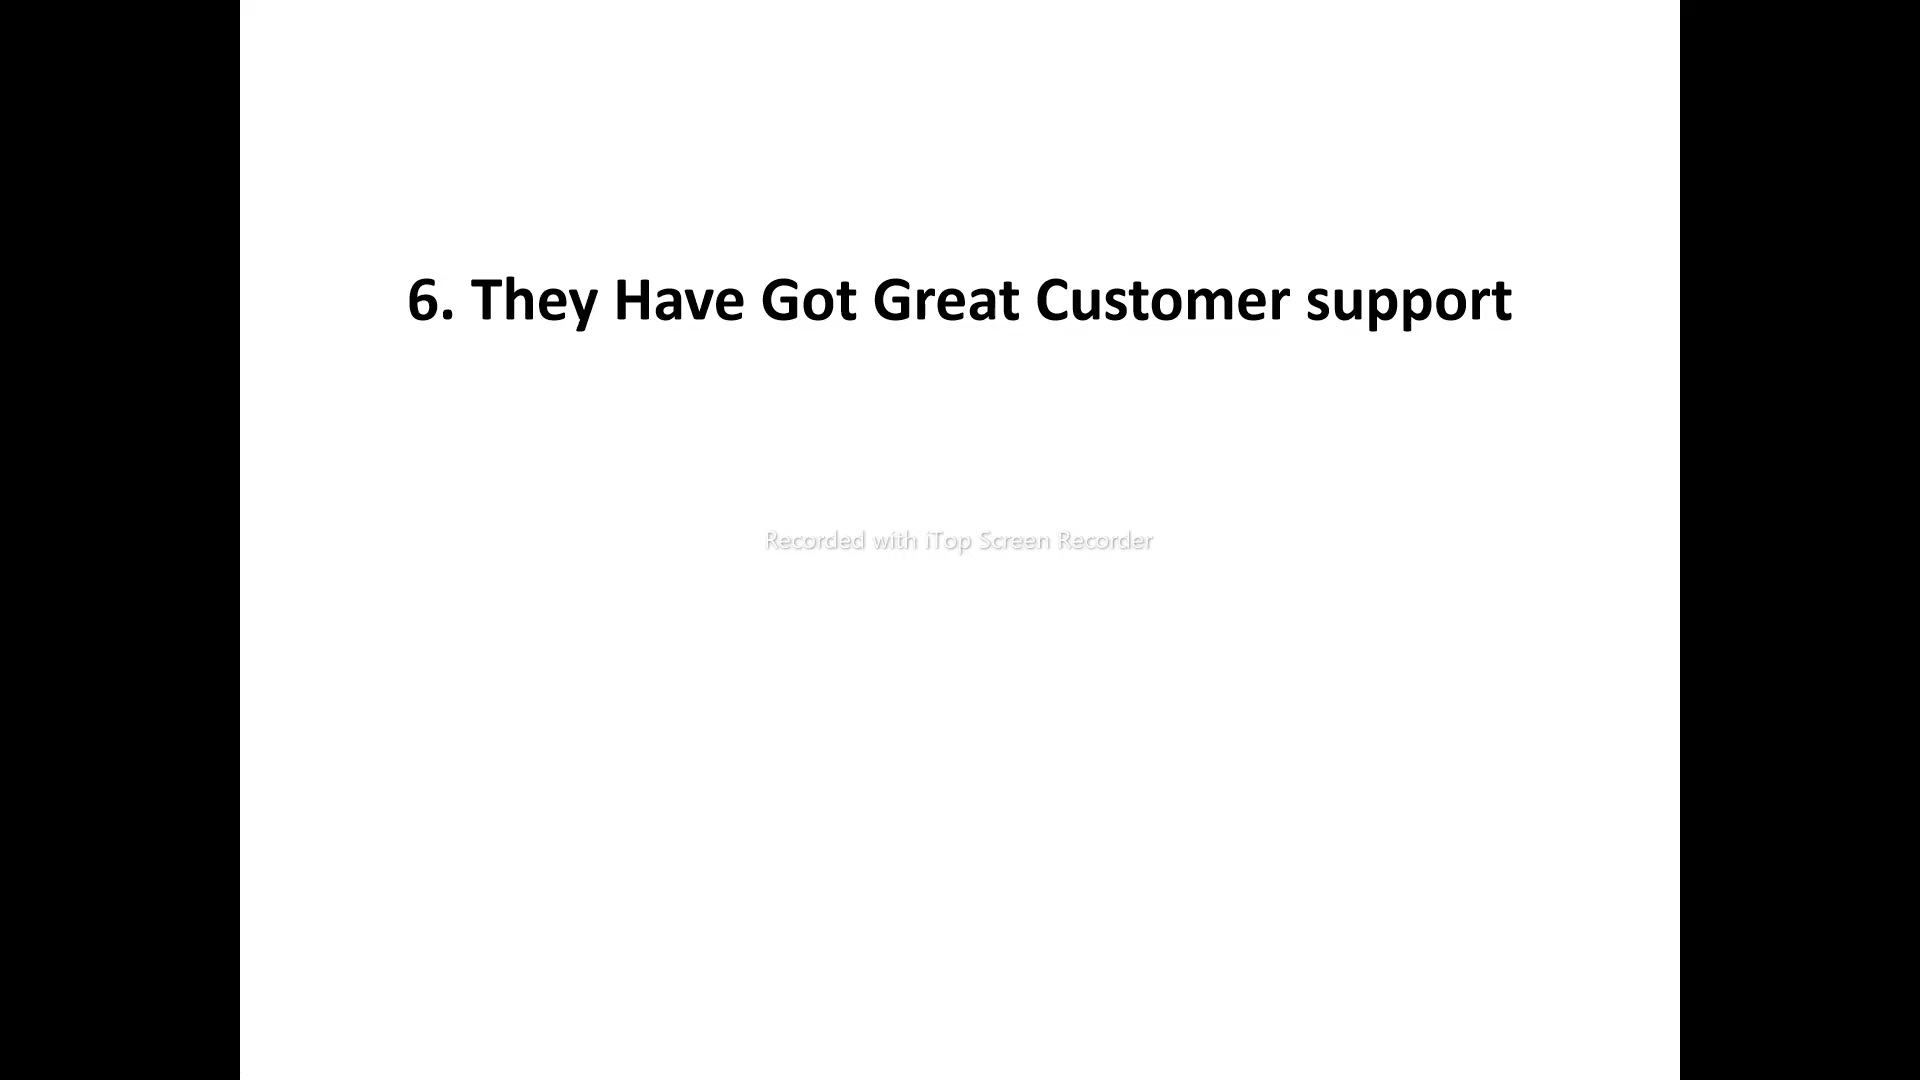 6. They Have Got Great Customer support
Recorded with iTop Screen Recorder